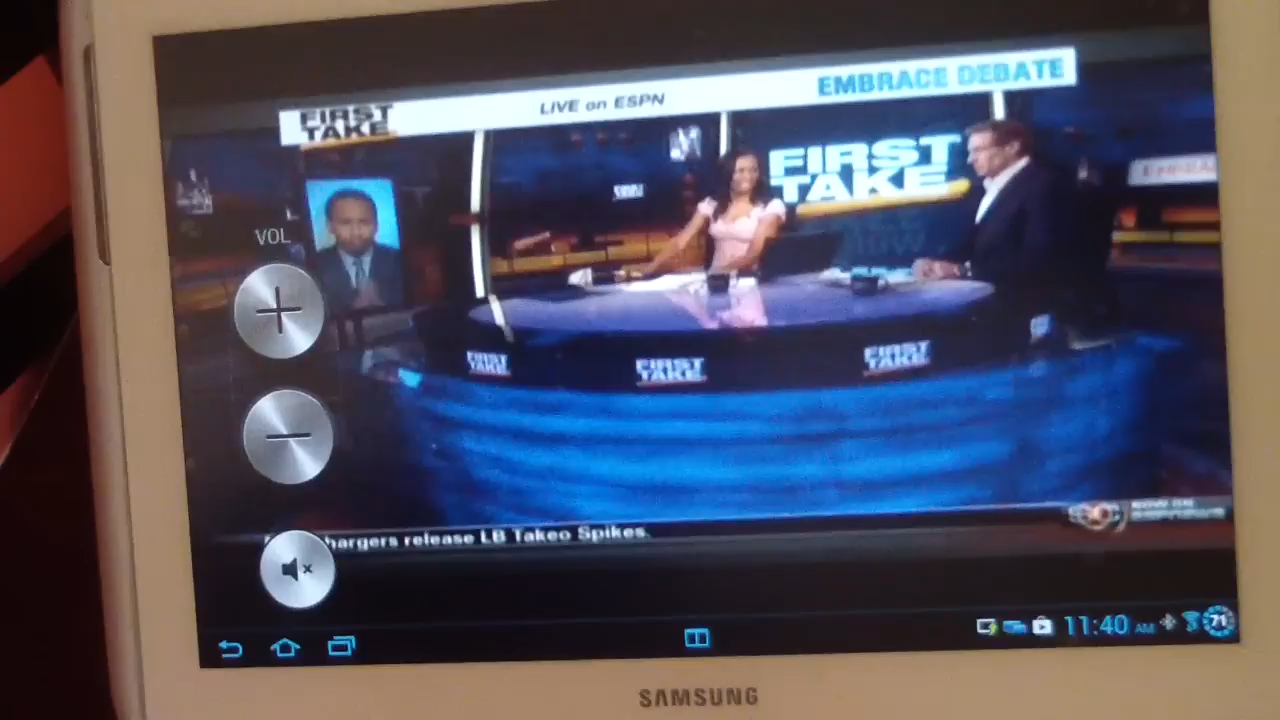 FIRST TAKE
LIVE on ESPN
EMBRACE DEBATE
FIRST
TAKE
VOL
FIRST
TAKE
FIRST
TAKE
FIRST
TAKE
hargers release LB Takeo Spikes.
ESPNEWS
11:40 AM
71
SAMSUNG